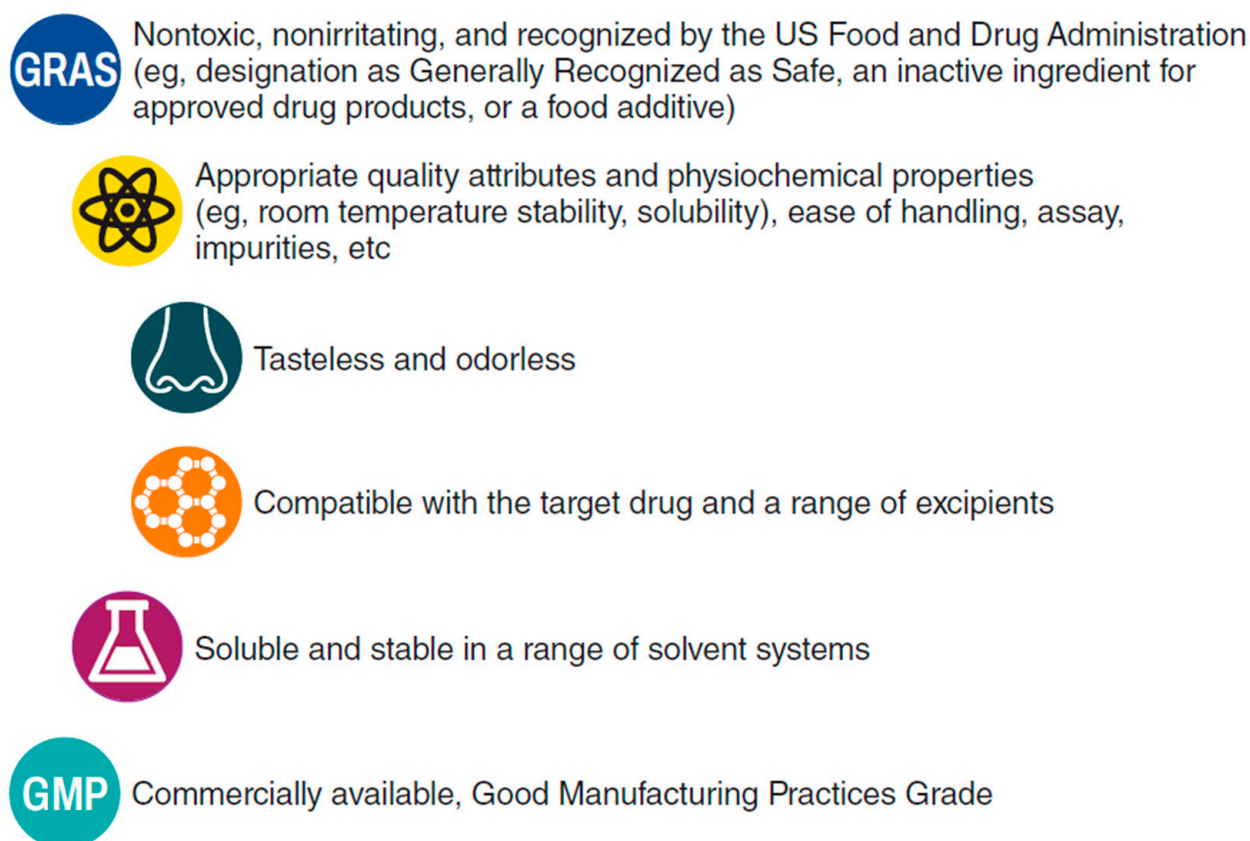 GRAS
Nontoxic, nonirritating, and recognized by the US Food and Drug Administration
(eg, designation as Generally Recognized as Safe, an inactive ingredient for
approved drug products, or a food additive)
Appropriate quality attributes and physiochemical properties
(eg, room temperature stability, solubility), ease of handling, assay,
impurities, etc
Tasteless and odorless
Compatible with the target drug and a range of excipients
Soluble and stable in a range of solvent systems
GMP
Commercially available, Good Manufacturing Practices Grade